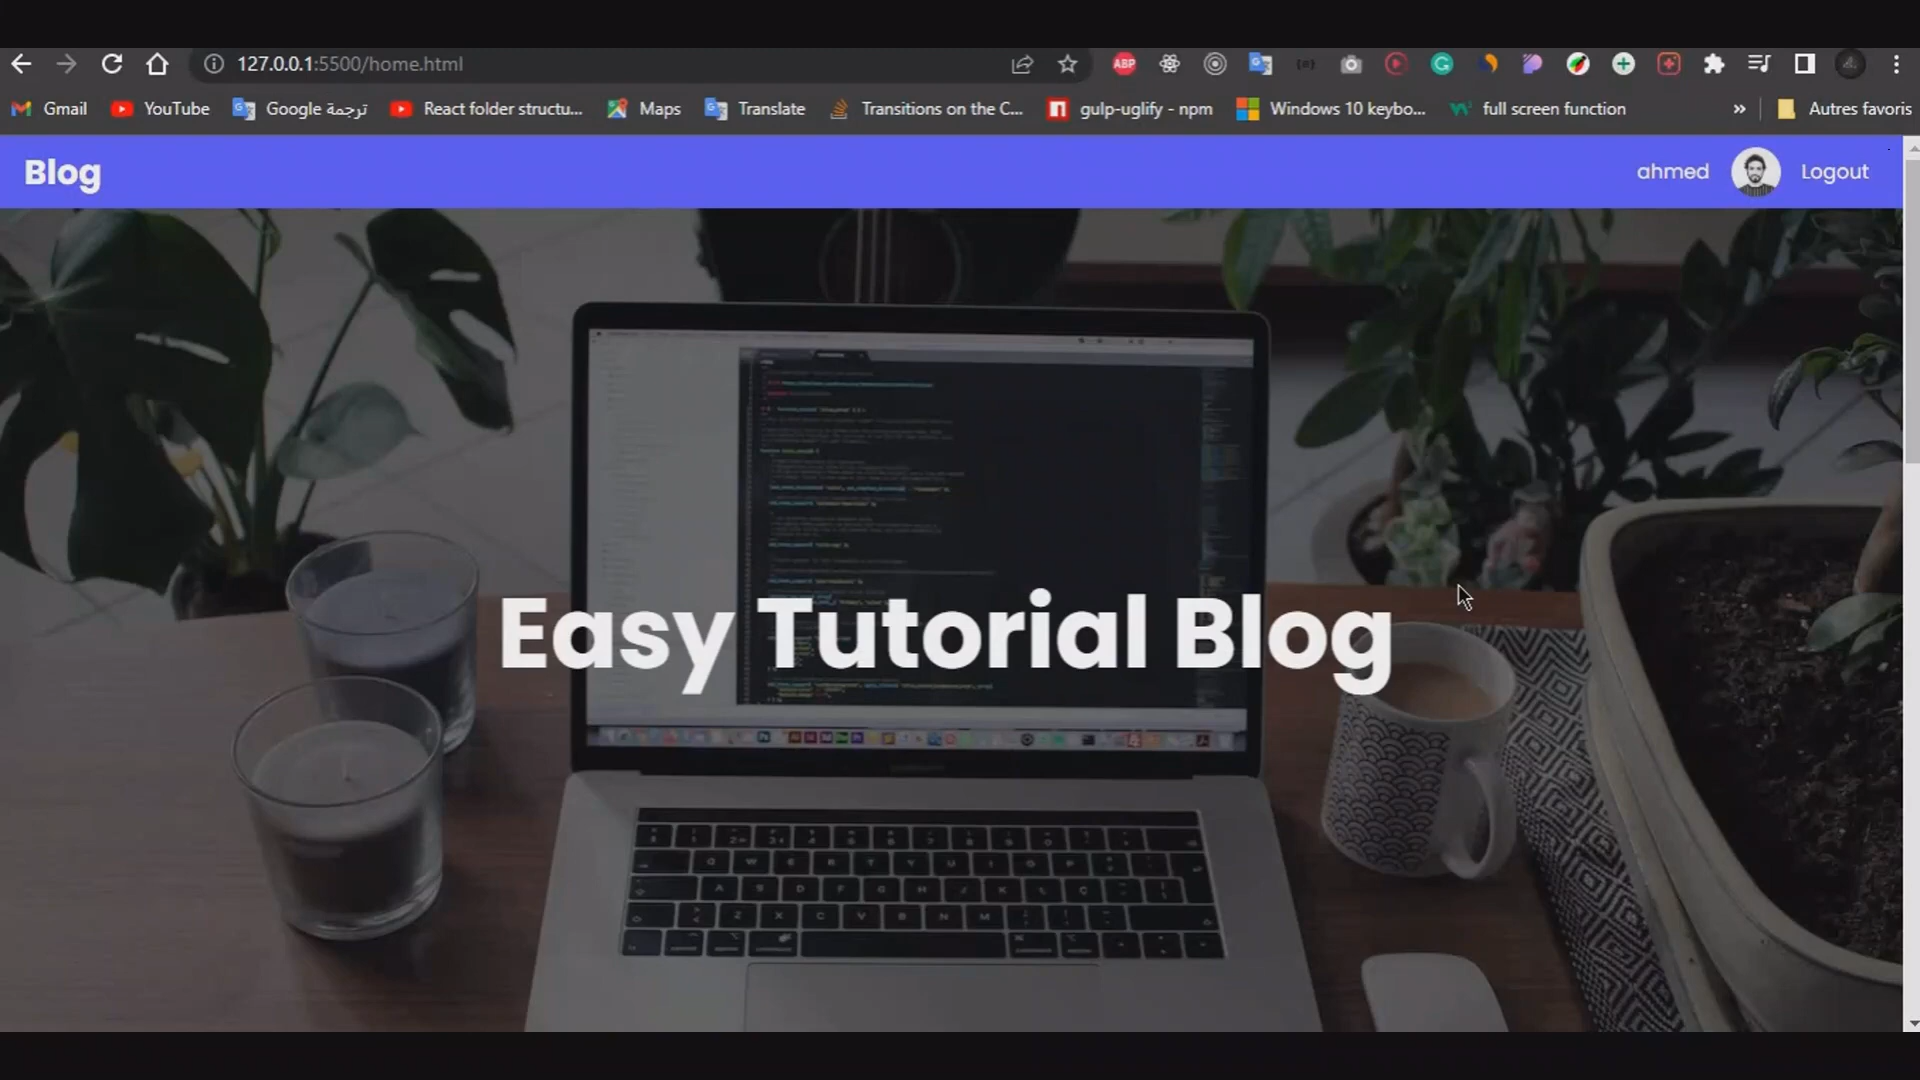 127.0.0.1:5500/home.html
ABP
Gmail YouTube ترجمة Google React folder structu... Maps Translate Transitions on the C... gulp-uglify - npm Windows 10 keybo... full screen function » Autres favoris
Blog ahmed Logout
Easy Tutorial Blog